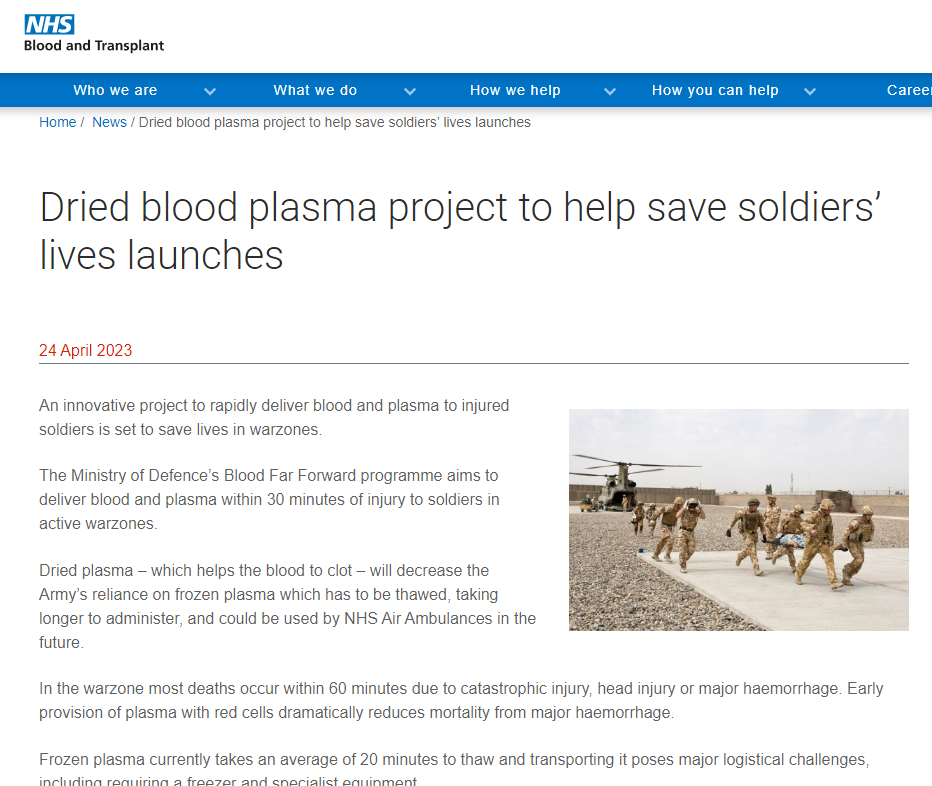 NHS
Blood and Transplant
Who we are
What we do
How we help
How you can help
Career
Home / News / Dried blood plasma project to help save soldiers’ lives launches
Dried blood plasma project to help save soldiers’
lives launches
24 April 2023
An innovative project to rapidly deliver blood and plasma to injured
soldiers is set to save lives in warzones.
The Ministry of Defence’s Blood Far Forward programme aims to
deliver blood and plasma within 30 minutes of injury to soldiers in
active warzones.
Dried plasma – which helps the blood to clot – will decrease the
Army’s reliance on frozen plasma which has to be thawed, taking
longer to administer, and could be used by NHS Air Ambulances in the
future.
In the warzone most deaths occur within 60 minutes due to catastrophic injury, head injury or major haemorrhage. Early
provision of plasma with red cells dramatically reduces mortality from major haemorrhage.
Frozen plasma currently takes an average of 20 minutes to thaw and transporting it poses major logistical challenges,
including requiring a freezer and specialist equipment.